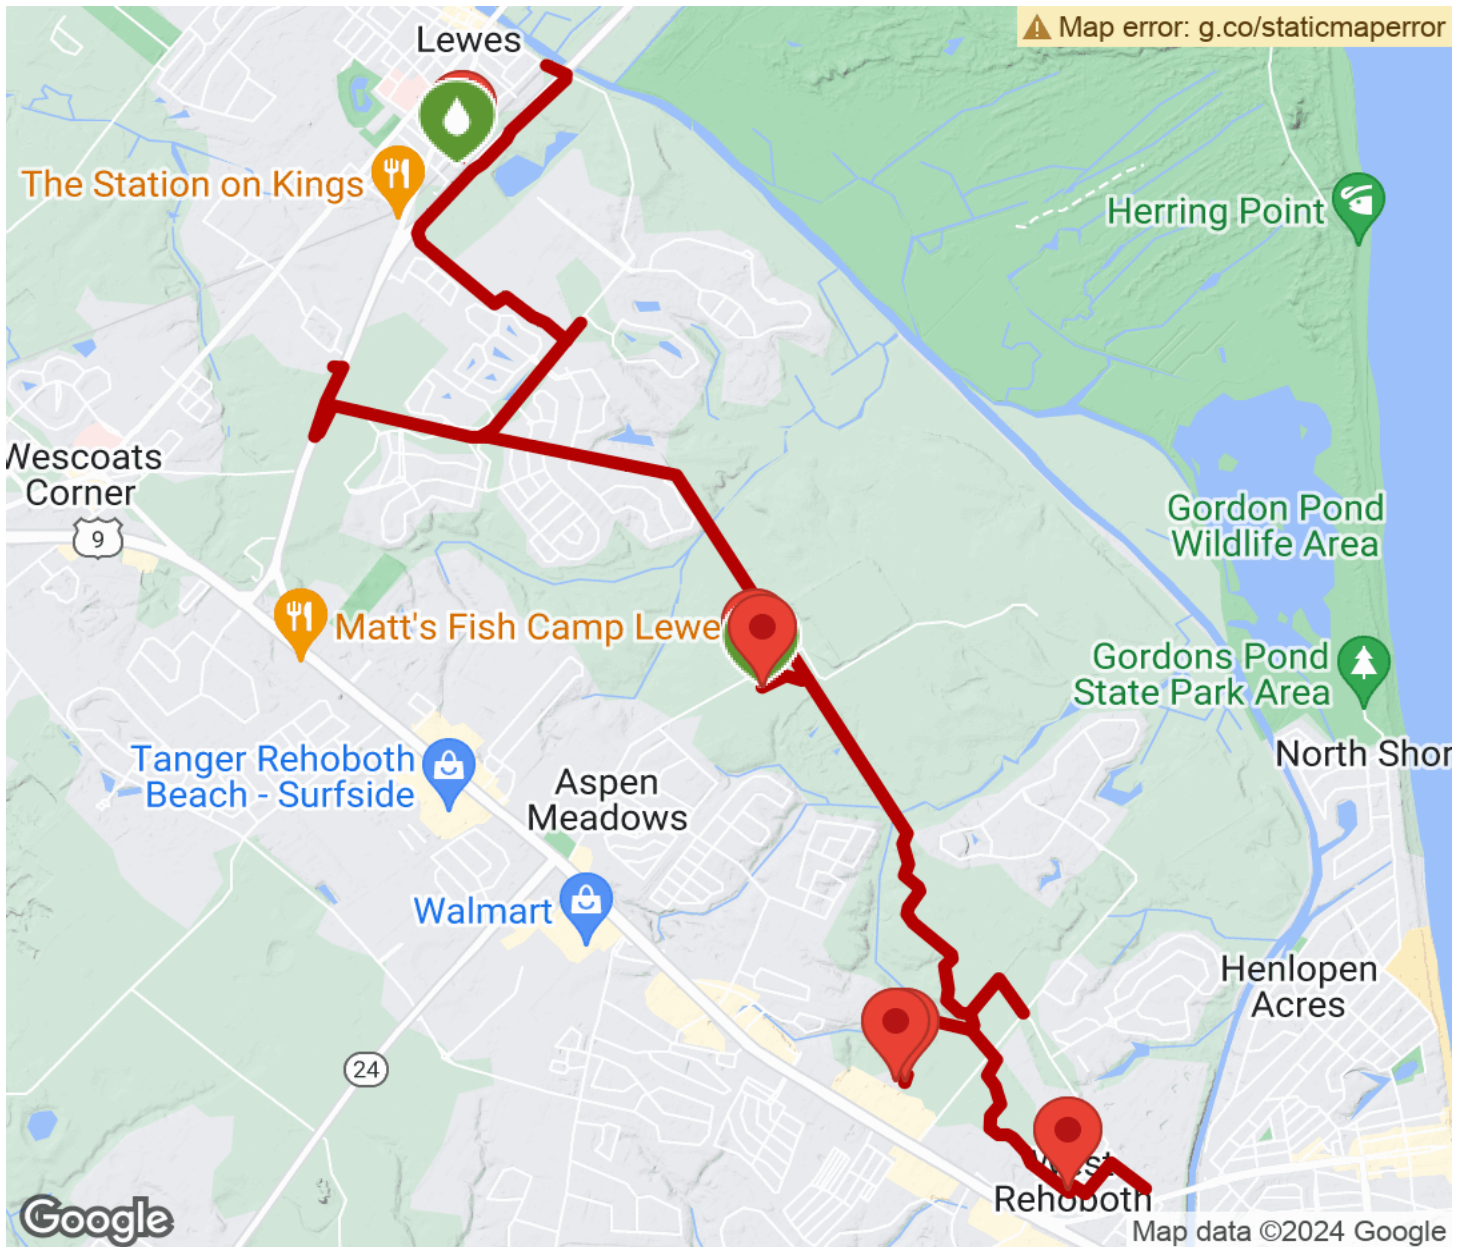 Lewes
Map error: g.co/staticmaperror
The Station on Kings
Herring Point
Wescoats
Corner
9
Gordon Pond
Wildlife Area
Matt's Fish Camp Lewe
Gordons Pond
State Park Area
North Shor
Tanger Rehoboth
Beach - Surfside
Aspen
Meadows
Walmart
Henlopen
Acres
24
West
Rehoboth
Google
Map data ©2024 Google